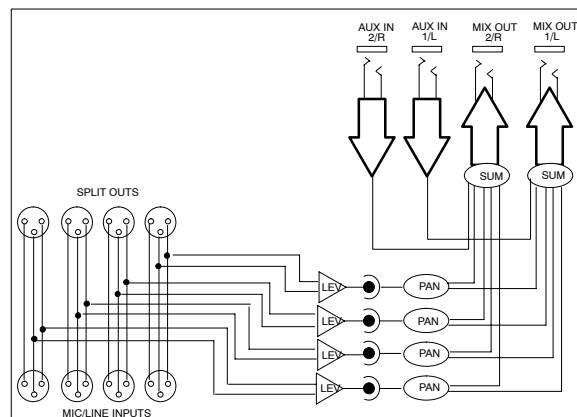 AUX IN
2/R
AUX IN
1/L
MIX OUT
2/R
MIX OUT
1/L
SUM
SUM
SPLIT OUTS
LEV
PAN
LEV
PAN
LEV
PAN
LEV
PAN
MIC/LINE INPUTS